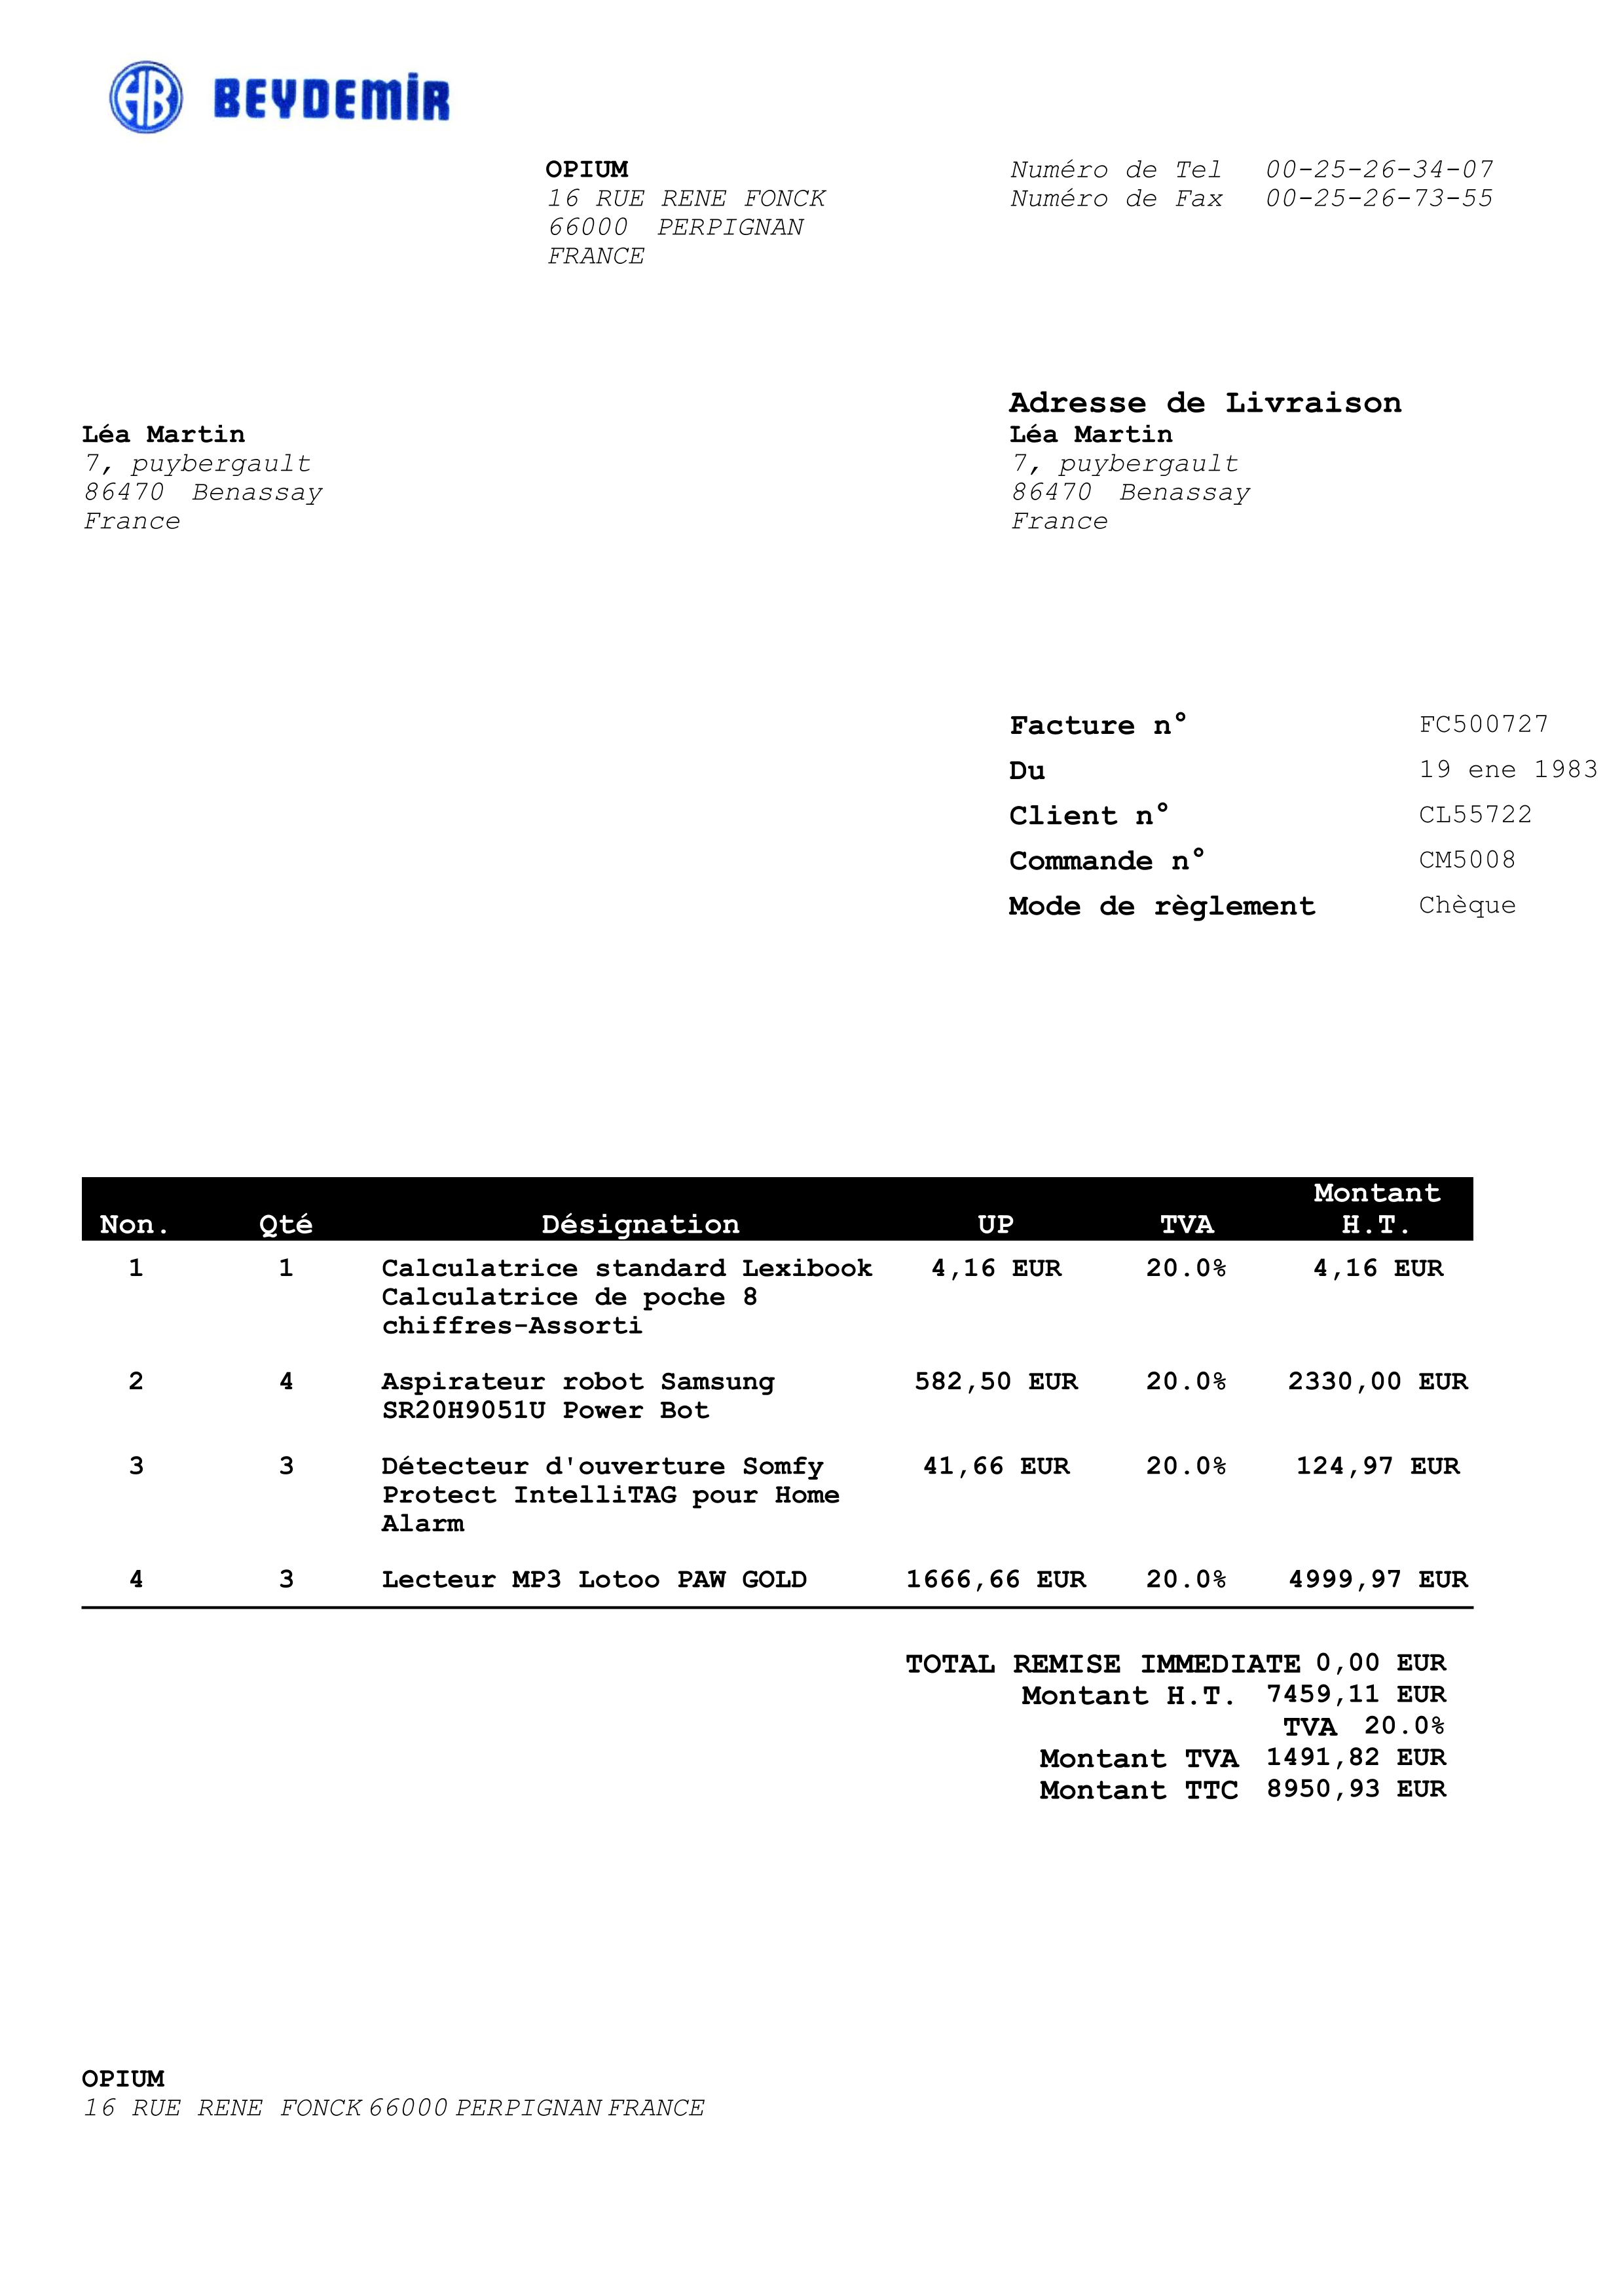 HB BEYDEMİR
OPIUM
16 RUE RENE FONCK
66000 PERPIGNAN
FRANCE
Numéro de Tel 00-25-26-34-07
Numéro de Fax 00-25-26-73-55
Léa Martin
7, puybergault
86470 Benassay
France
Adresse de Livraison
Léa Martin
7, puybergault
86470 Benassay
France
Facture n° FC500727
Du 19 ene 1983
Client n° CL55722
Commande n° CM5008
Mode de règlement Chèque
Non. Qté Désignation UP TVA Montant H.T.
1 1 Calculatrice standard Lexibook 4,16 EUR 20.0% 4,16 EUR
Calculatrice de poche 8
chiffres-Assorti
2 4 Aspirateur robot Samsung 582,50 EUR 20.0% 2330,00 EUR
SR20H9051U Power Bot
3 3 Détecteur d'ouverture Somfy 41,66 EUR 20.0% 124,97 EUR
Protect IntelliTAG pour Home
Alarm
4 3 Lecteur MP3 Lotoo PAW GOLD 1666,66 EUR 20.0% 4999,97 EUR
TOTAL REMISE IMMEDIATE 0,00 EUR
Montant H.T. 7459,11 EUR
TVA 20.0%
Montant TVA 1491,82 EUR
Montant TTC 8950,93 EUR
OPIUM
16 RUE RENE FONCK 66000 PERPIGNAN FRANCE